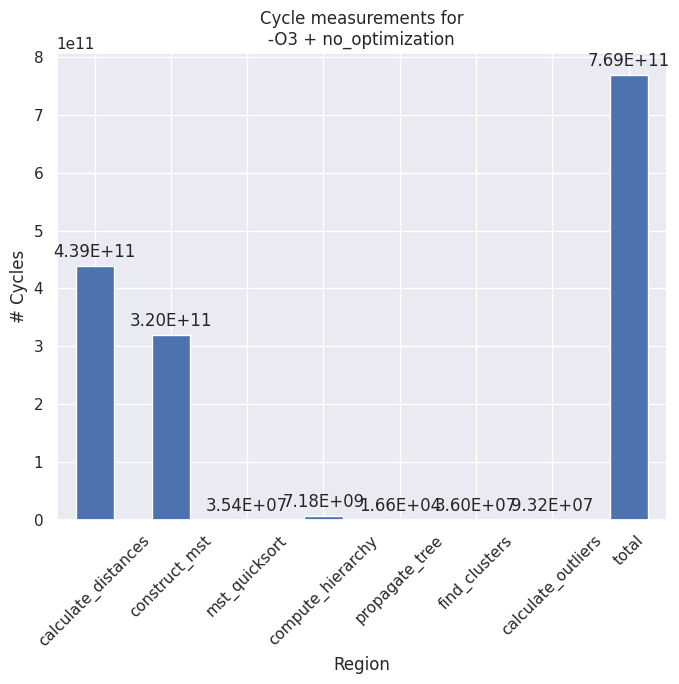 Cycle measurements for
-O3 + no_optimization
1e11
8
7
6
5
4
3
2
1
0
# Cycles
4.39E+11
3.20E+11
3.54E+07
7.18E+09
1.66E+04
3.60E+07
9.32E+07
7.69E+11
calculate_distances
construct_mst
mst_quicksort
compute_hierarchy
propagate_tree
find_clusters
calculate_outliers
total
Region